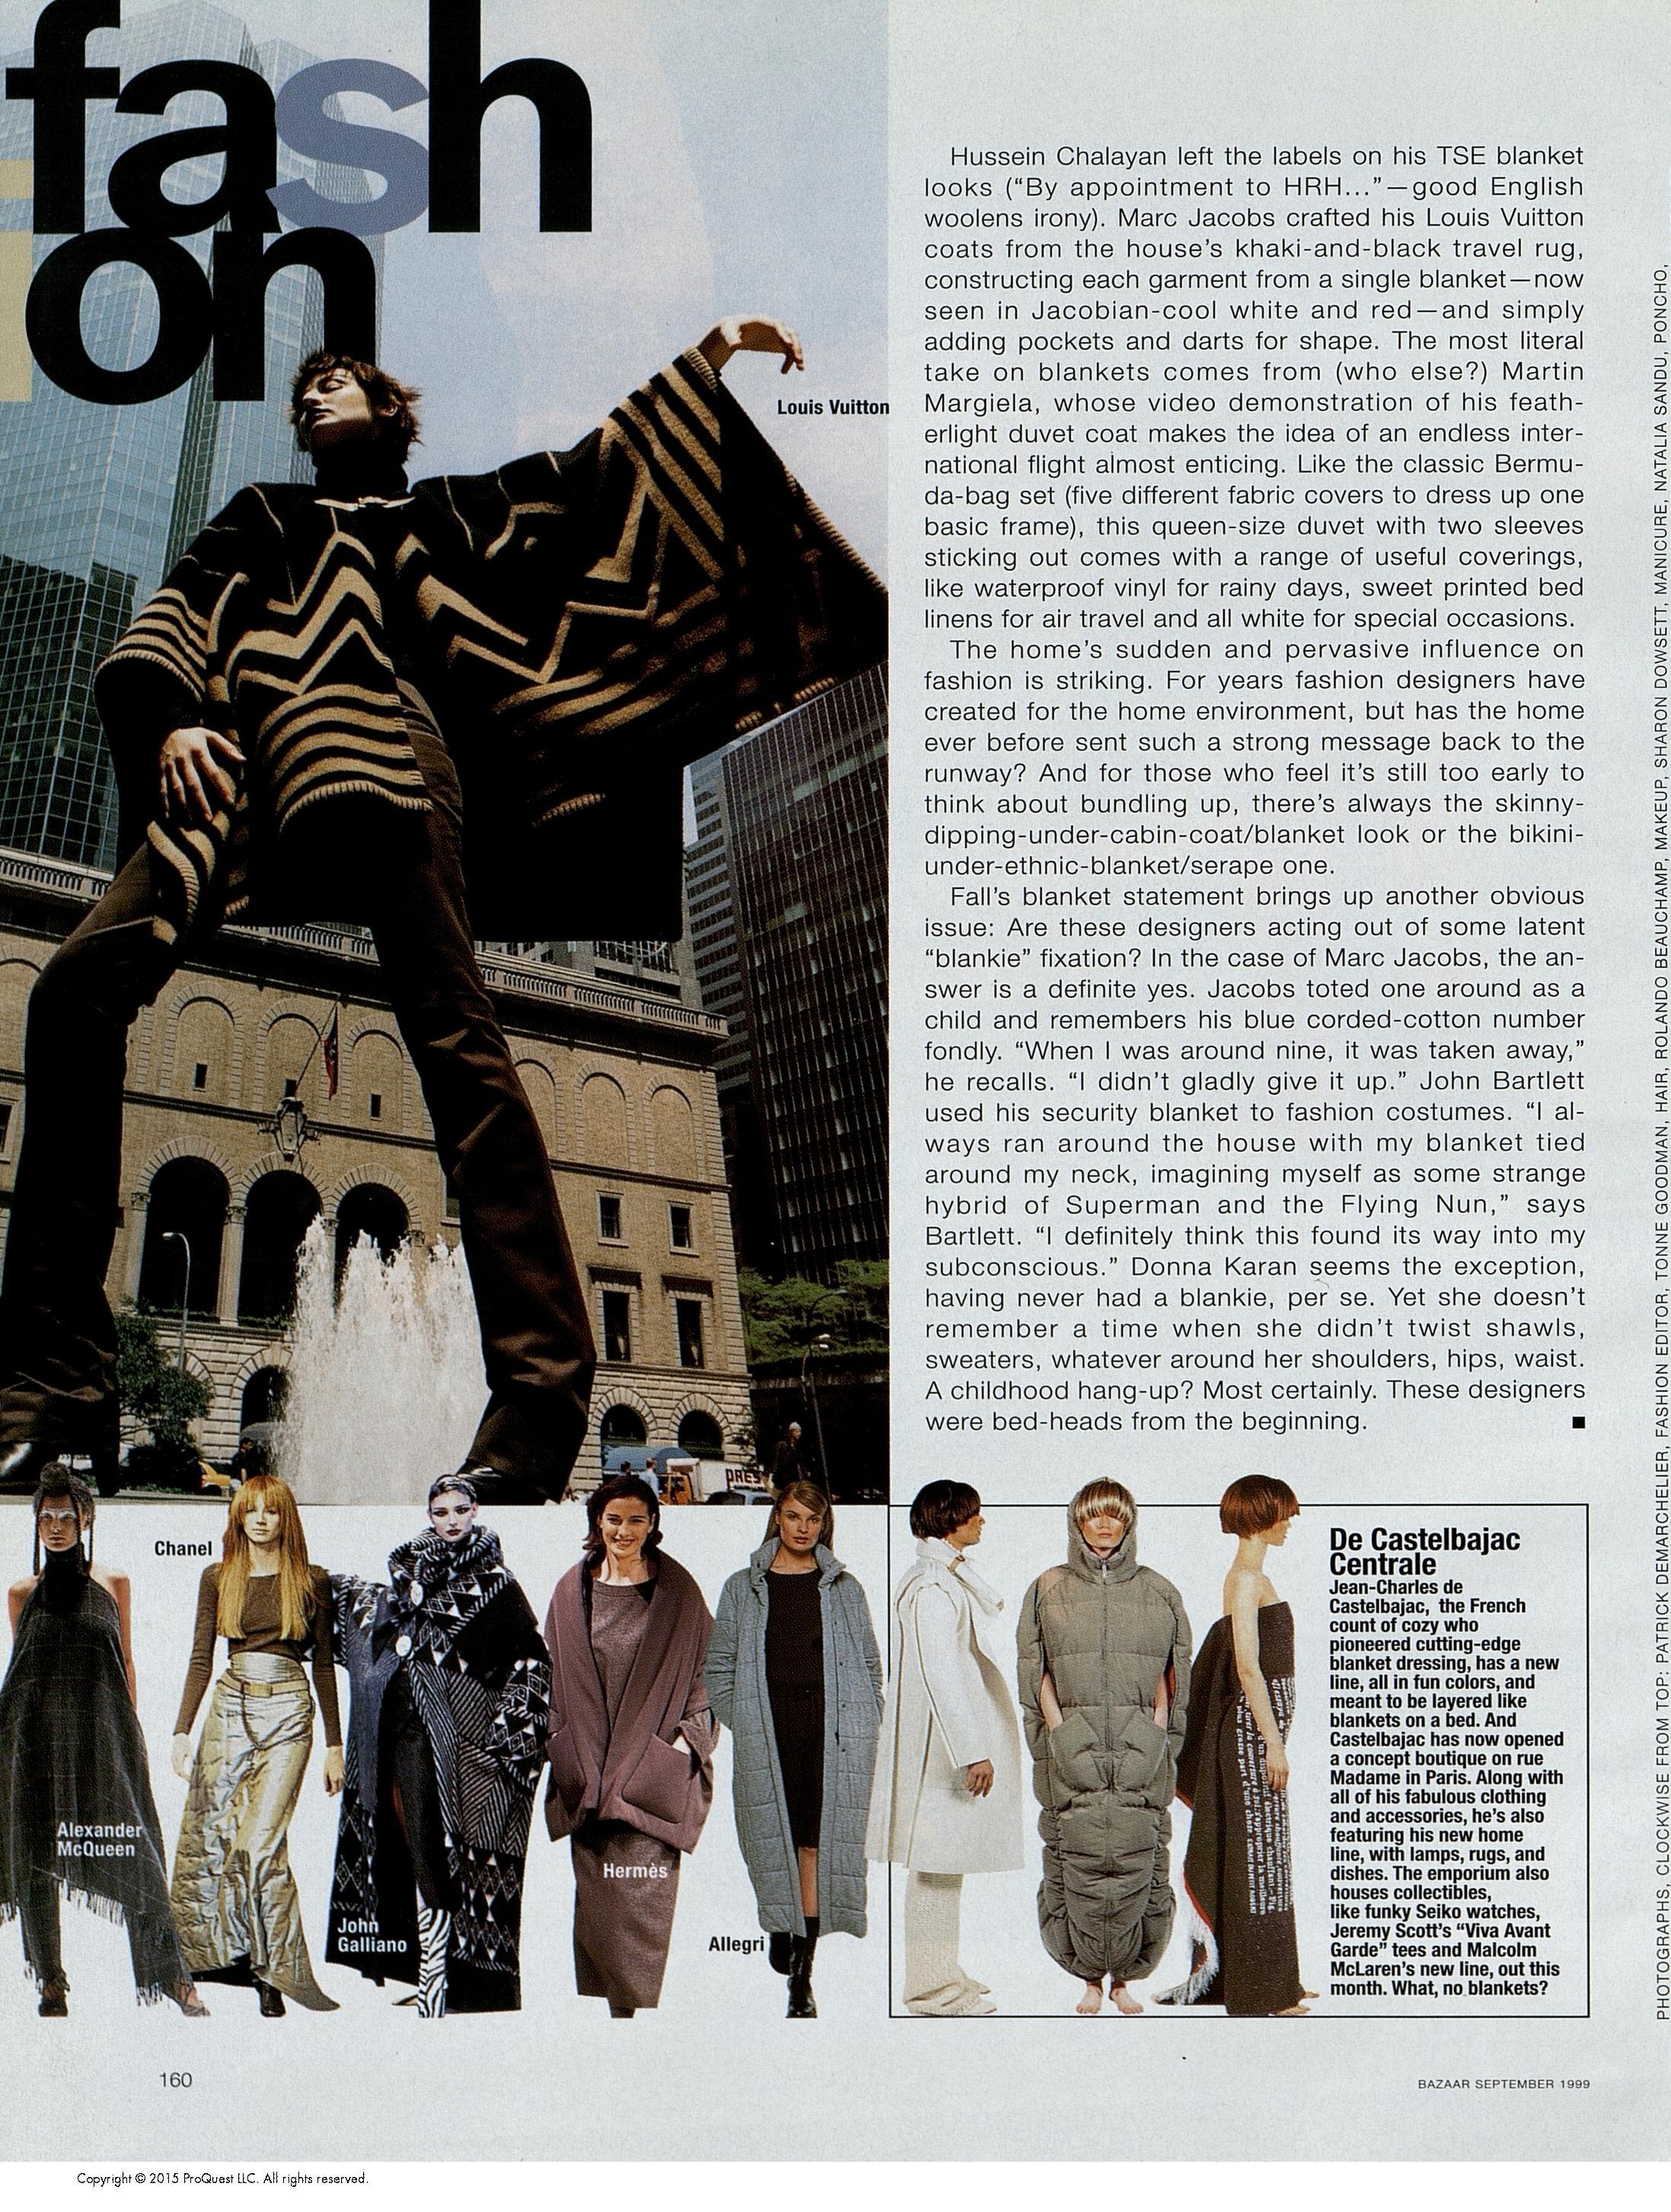 fash
ion
Louis Vuitton
Hussein Chalayan left the labels on his TSE blanket
looks (“By appointment to HRH...”—good English
woolens irony). Marc Jacobs crafted his Louis Vuitton
coats from the house’s khaki-and-black travel rug,
constructing each garment from a single blanket—now
seen in Jacobian-cool white and red—and simply
adding pockets and darts for shape. The most literal
take on blankets comes from (who else?) Martin
Margiela, whose video demonstration of his feath-
erlight duvet coat makes the idea of an endless inter-
national flight almost enticing. Like the classic Bermu-
da-bag set (five different fabric covers to dress up one
basic frame), this queen-size duvet with two sleeves
sticking out comes with a range of useful coverings,
like waterproof vinyl for rainy days, sweet printed bed
linens for air travel and all white for special occasions.
The home’s sudden and pervasive influence on
fashion is striking. For years fashion designers have
created for the home environment, but has the home
ever before sent such a strong message back to the
runway? And for those who feel it’s still too early to
think about bundling up, there’s always the skinny-
dipping-under-cabin-coat/blanket look or the bikini-
under-ethnic-blanket/serape one.
Fall’s blanket statement brings up another obvious
issue: Are these designers acting out of some latent
“blankie” fixation? In the case of Marc Jacobs, the an-
swer is a definite yes. Jacobs toted one around as a
child and remembers his blue corded-cotton number
fondly. “When I was around nine, it was taken away,”
he recalls. “I didn’t gladly give it up.” John Bartlett
used his security blanket to fashion costumes. “I al-
ways ran around the house with my blanket tied
around my neck, imagining myself as some strange
hybrid of Superman and the Flying Nun,” says
Bartlett. “I definitely think this found its way into my
subconscious.” Donna Karan seems the exception,
having never had a blankie, per se. Yet she doesn’t
remember a time when she didn’t twist shawls,
sweaters, whatever around her shoulders, hips, waist.
A childhood hang-up? Most certainly. These designers
were bed-heads from the beginning. ■
Chanel
Alexander
McQueen
John
Galliano
Hermès
Allegri
De Castelbajac
Centrale
Jean-Charles de
Castelbajac, the French
count of cozy who
pioneered cutting-edge
blanket dressing, has a new
line, all in fun colors, and
meant to be layered like
blankets on a bed. And
Castelbajac has now opened
a concept boutique on rue
Madame in Paris. Along with
all of his fabulous clothing
and accessories, he’s also
featuring his new home
line, with lamps, rugs, and
dishes. The emporium also
houses collectibles,
like funky Seiko watches,
Jeremy Scott’s “Viva Avant
Garde” tees and Malcolm
McLaren’s new line, out this
month. What, no blankets?
PHOTOGRAPHS, CLOCKWISE FROM TOP: PATRICK DEMARCHELIER, FASHION EDITOR, TONNE GOODMAN, HAIR, ROLANDO BEAUCHAMP, MAKEUP, SHARON DOWSETT, MANICURE, NATALIA SANDU, PONCHO,
160
BAZAAR SEPTEMBER 1999
Copyright © 2015 ProQuest LLC. All rights reserved.